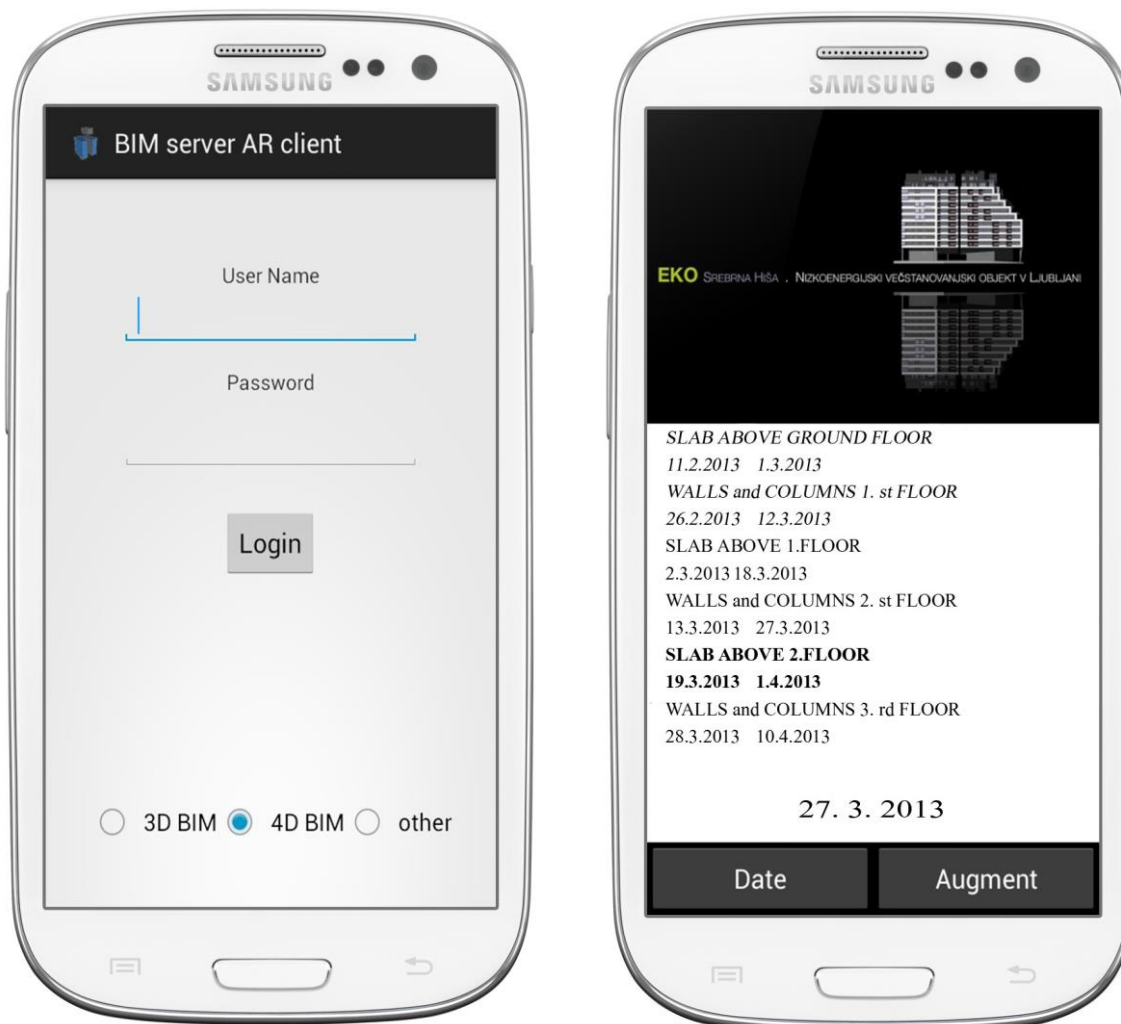 SAMSUNG
BIM server AR client
User Name
Password
Login
3D BIM 4D BIM other
SAMSUNG
EKO SREBRNA HIŠA . NIZKOENERGIJSKI VEČSTANOVANJSKI OBJEKT V LJUBLJANI
SLAB ABOVE GROUND FLOOR
11.2.2013 1.3.2013
WALLS and COLUMNS 1. st FLOOR
26.2.2013 12.3.2013
SLAB ABOVE 1.FLOOR
2.3.2013 18.3.2013
WALLS and COLUMNS 2. st FLOOR
13.3.2013 27.3.2013
SLAB ABOVE 2.FLOOR
19.3.2013 1.4.2013
WALLS and COLUMNS 3. rd FLOOR
28.3.2013 10.4.2013
27. 3. 2013
Date Augment